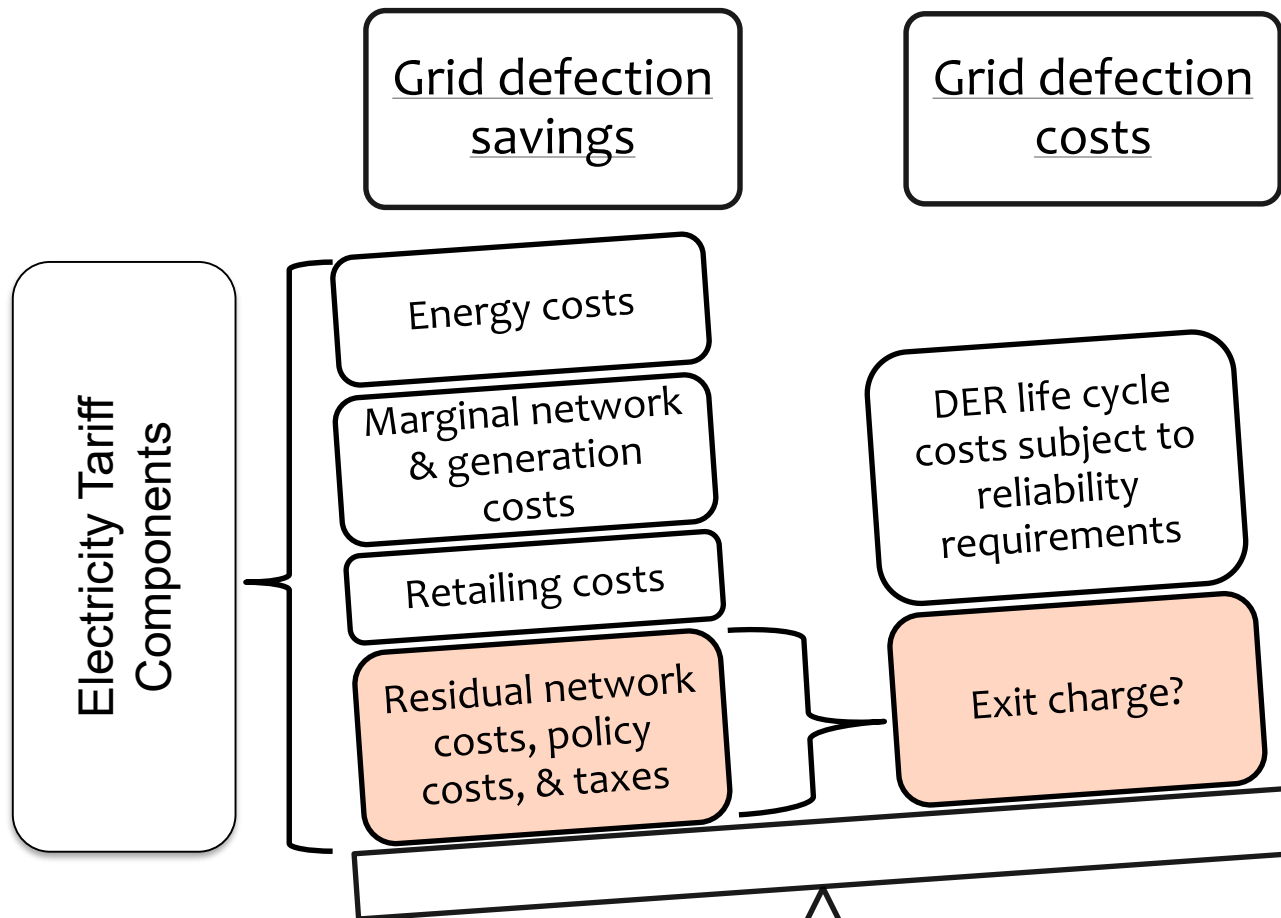 Grid defection
savings
Grid defection
costs
Electricity Tariff
Components
Energy costs
Marginal network
& generation
costs
Retailing costs
Residual network
costs, policy
costs, & taxes
DER life cycle
costs subject to
reliability
requirements
Exit charge?